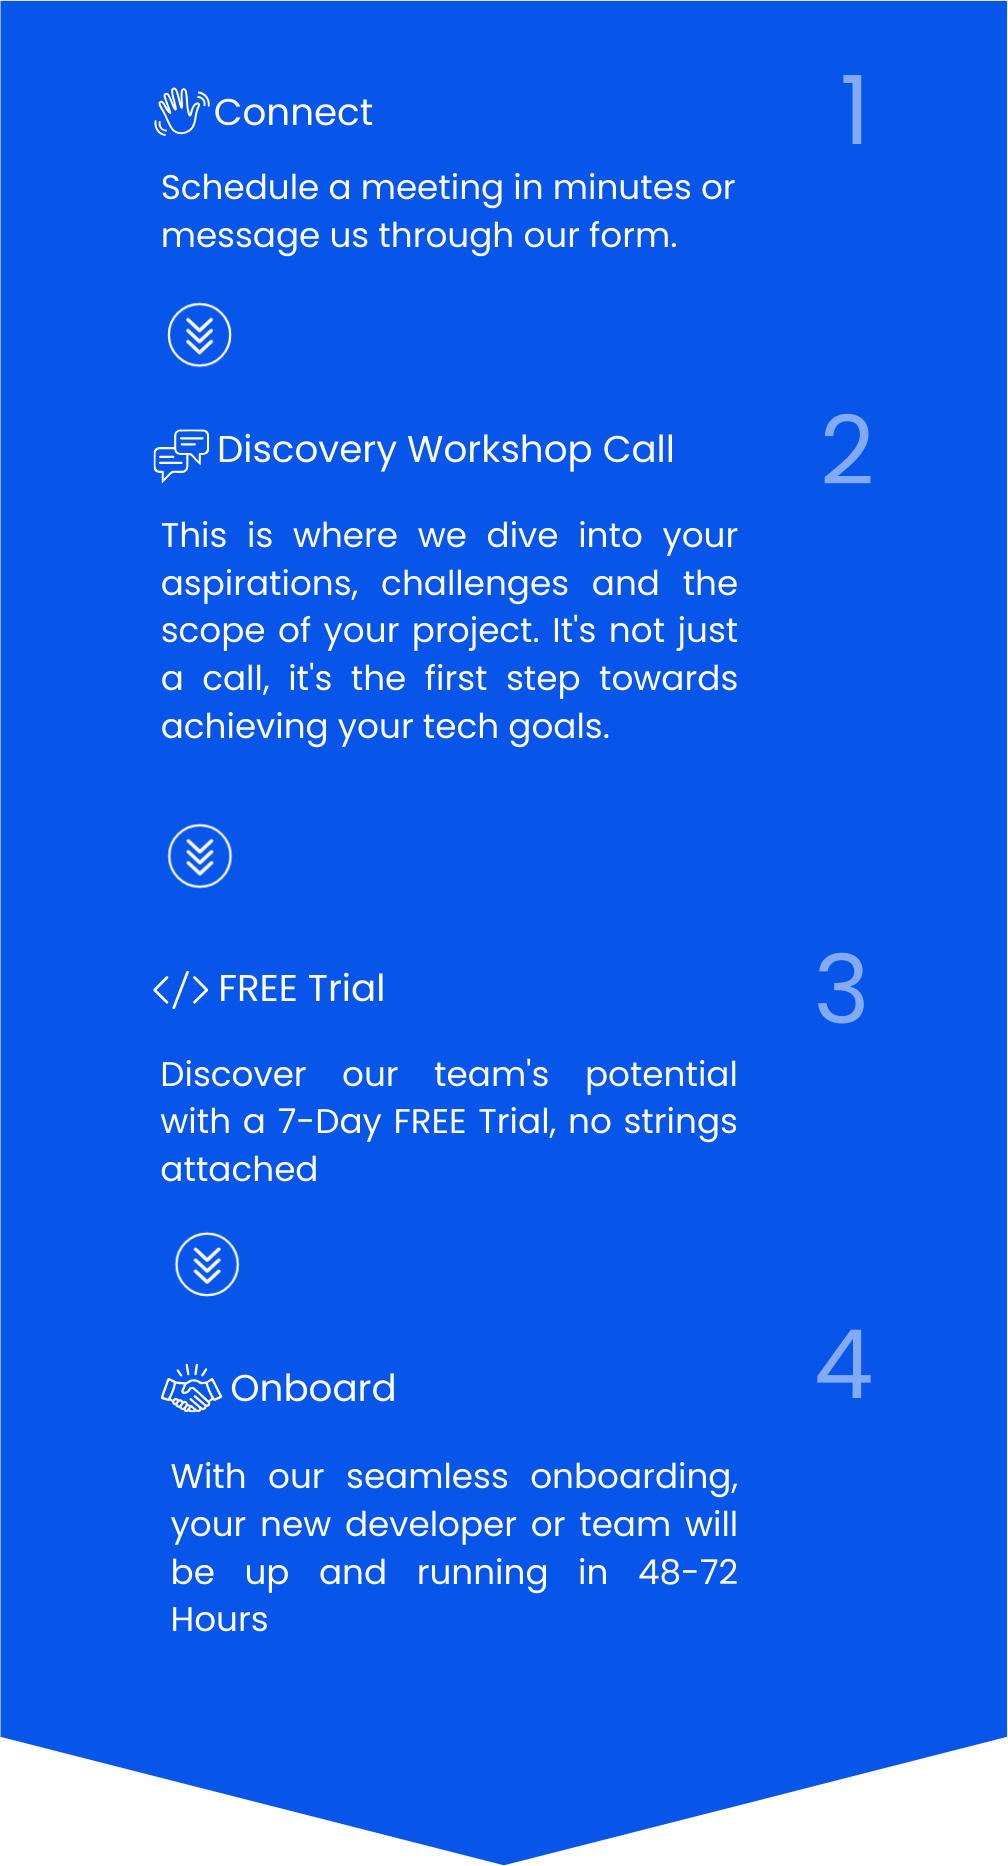 Connect
1
Schedule a meeting in minutes or
message us through our form.
Discovery Workshop Call
2
This is where we dive into your
aspirations, challenges and the
scope of your project. It's not just
a call, it's the first step towards
achieving your tech goals.
</> FREE Trial
3
Discover our team's potential
with a 7-Day FREE Trial, no strings
attached
Onboard
4
With our seamless onboarding,
your new developer or team will
be up and running in 48-72
Hours